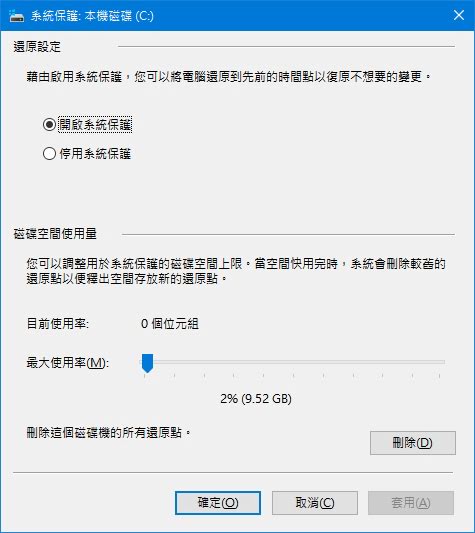 系統保護: 本機磁碟 (C:)
還原設定
藉由啟用系統保護，您可以將電腦還原到先前的時間點以復原不想要的變更。
開啟系統保護
停用系統保護
磁碟空間使用量
您可以調整用於系統保護的磁碟空間上限。當空間快用完時，系統會刪除較舊的
還原點以便釋出空間存放新的還原點。
目前使用率: 0 個位元組
最大使用率(M):
2% (9.52 GB)
刪除這個磁碟機的所有還原點。
刪除(D)
確定(O) 取消(C) 套用(A)